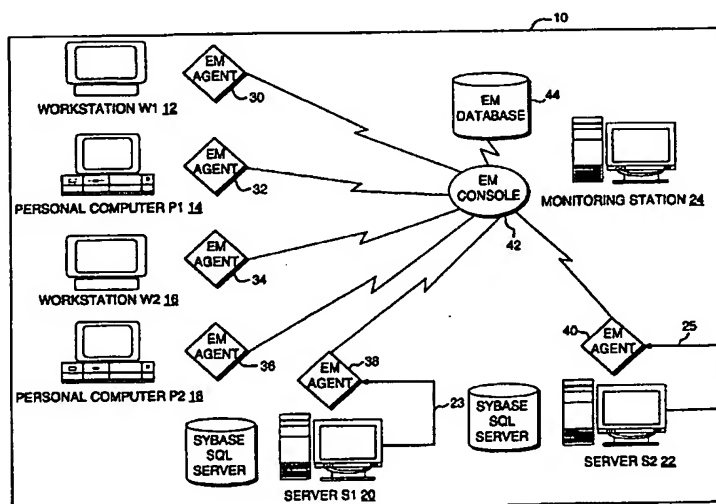 10
EM
AGENT
30
WORKSTATION W1 12
EM
DATABASE
44
EM
AGENT
32
PERSONAL COMPUTER P1 14
EM
CONSOLE
42
MONITORING STATION 24
EM
AGENT
34
WORKSTATION W2 16
EM
AGENT
36
PERSONAL COMPUTER P2 18
EM
AGENT
38
23
40
EM
AGENT
25
SYBASE
SQL
SERVER
SERVER S1 20
SYBASE
SQL
SERVER
SERVER S2 22